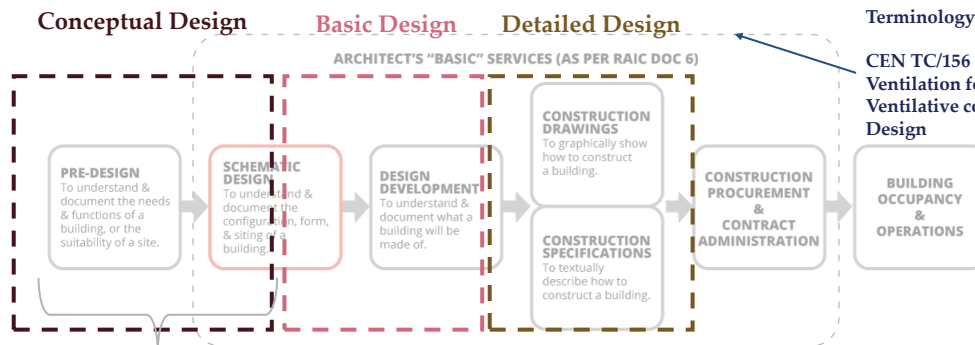 Conceptual Design
Basic Design
Detailed Design
Terminology
ARCHITECT'S "BASIC" SERVICES (AS PER RAIC DOC 6)
CEN TC/156
Ventilation
Ventilative
Design
PRE-DESIGN
To understand &
document the needs
& functions of a
building, or the
suitability of a site.
SCHEMATIC
DESIGN
To understand &
document the
configuration, form,
& siting of a
building.
DESIGN
DEVELOPMENT
To understand &
document what a
building will be
made of.
CONSTRUCTION
DRAWINGS
To graphically show
how to construct
a building.
CONSTRUCTION
SPECIFICATIONS
To textually
describe how to
construct a building.
CONSTRUCTION
PROCUREMENT
&
CONTRACT
ADMINISTRATION
BUILDING
OCCUPANCY
&
OPERATIONS